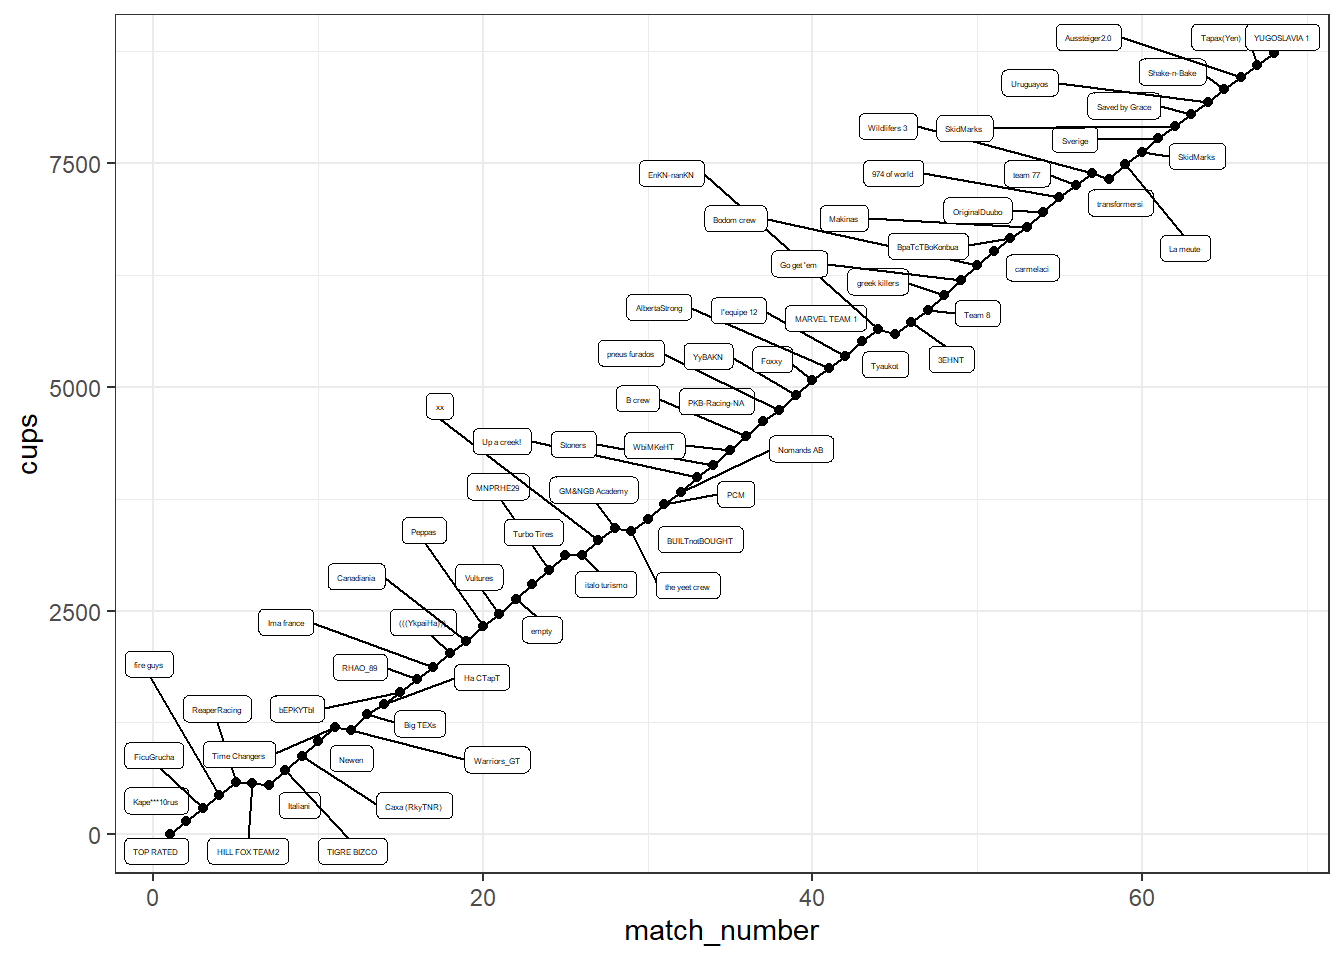 Aussteiger2.0
Tapax(Yen)
YUGOSLAVIA 1
Shake-n-Bake
Uruguayos
Saved by Grace
Wildlifers 3
SkidMarks
Sverige
SkidMarks
7500
EnKN-nanKN
974 of world
team 77
transformersi
Bodom crew
Makinas
OriginalDuubo
La meute
BpaTcTBoKonbua
Go get 'em
carmelaci
greek killers
AlbertaStrong
l'equipe 12
MARVEL TEAM 1
Team 8
pneus furados
YyBAKN
Foxxy
Tyaukot
3EHNT
5000
B crew
PKB-Racing-NA
xx
Up a creek!
Stoners
WbiMKeHT
Nomands AB
cups
MNPRHE29
GM&NGB Academy
PCM
Peppas
Turbo Tires
BUILTnotBOUGHT
Canadiania
Vultures
italo turismo
the yeet crew
2500
Ima france
(((YkpaiHa)))
empty
fire guys
RHAO_89
Ha CTapT
ReaperRacing
bEPKYTbI
Big TEXs
FicuGrucha
Time Changers
Newen
Warriors_GT
Kape***10rus
Italiani
Caxa (RkyTNR)
0
TOP RATED
HILL FOX TEAM2
TIGRE BIZCO
0
20
40
60
match_number